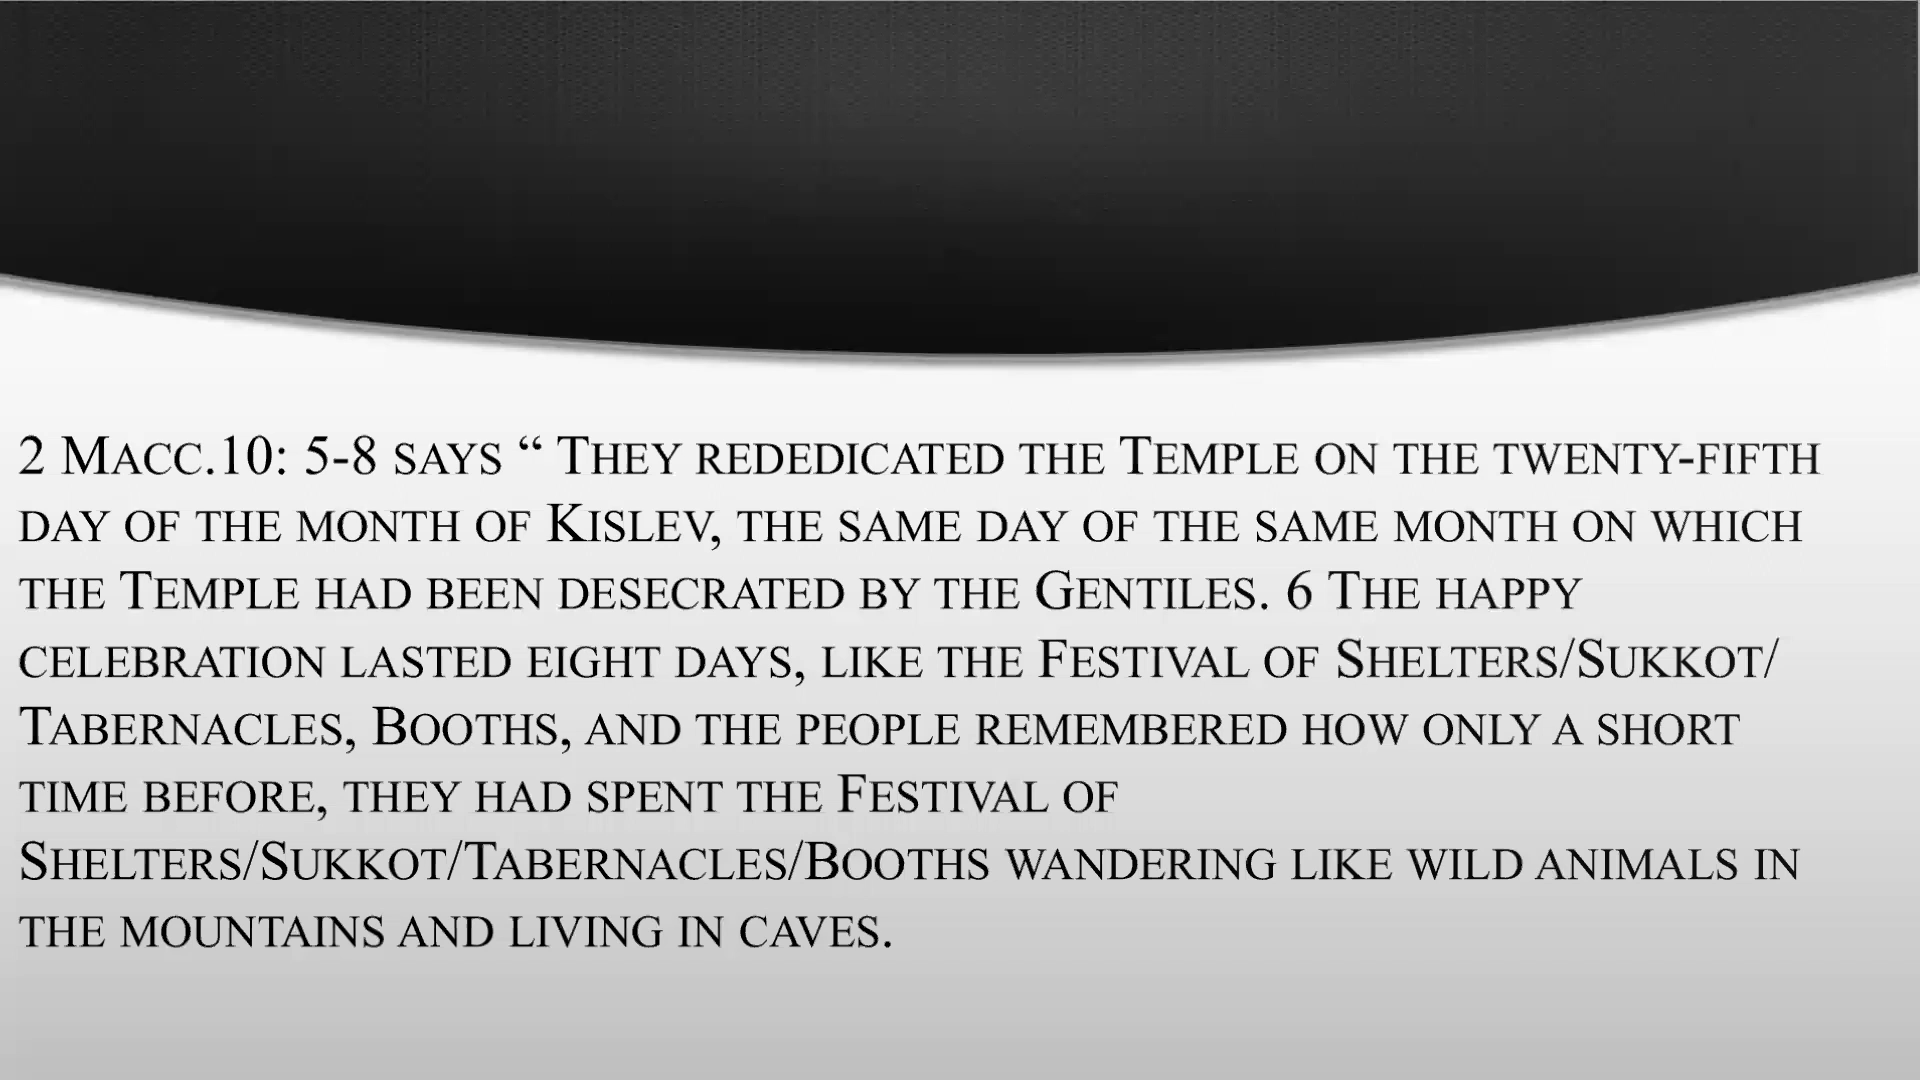 2 Macc.10: 5-8 says “ They rededicated the Temple on the twenty-fifth
day of the month of Kislev, the same day of the same month on which
the Temple had been desecrated by the Gentiles. 6 The happy
celebration lasted eight days, like the Festival of Shelters/Sukkot/
Tabernacles, Booths, and the people remembered how only a short
time before, they had spent the Festival of
Shelters/Sukkot/Tabernacles/Booths wandering like wild animals in
the mountains and living in caves.